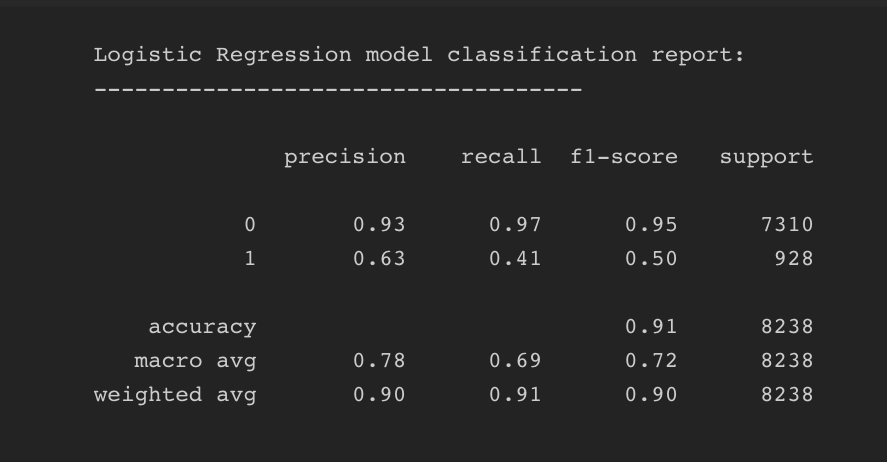 Logistic Regression model classification report:
------------------------------------
precision recall f1-score support
0 0.93 0.97 0.95 7310
1 0.63 0.41 0.50 928
accuracy 0.91 8238
macro avg 0.78 0.69 0.72 8238
weighted avg 0.90 0.91 0.90 8238